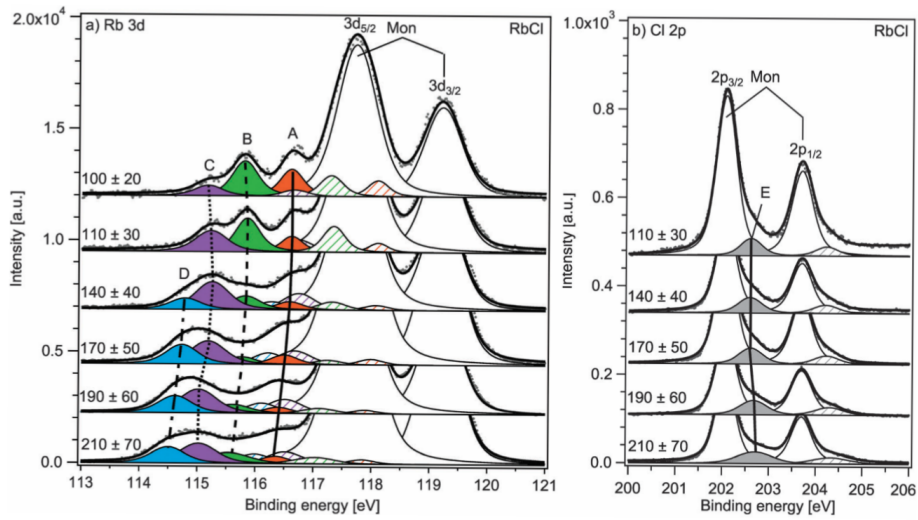 2.0×10³
1.5
1.0
0.5
0.0
Intensity [a.u.]
a) Rb 3d
RbCl
3d5/2
Mon
3d3/2
A
B
C
D
100 ± 20
110 ± 30
140 ± 40
170 ± 50
190 ± 60
210 ± 70
113 114 115 116 117 118 119 120 121
Binding energy [eV]
1.0×10³
0.8
0.6
0.4
0.2
0.0
Intensity [a.u.]
b) Cl 2p
RbCl
2p3/2
Mon
2p1/2
E
110 ± 30
140 ± 40
170 ± 50
190 ± 60
210 ± 70
200 201 202 203 204 205 206
Binding energy [eV]